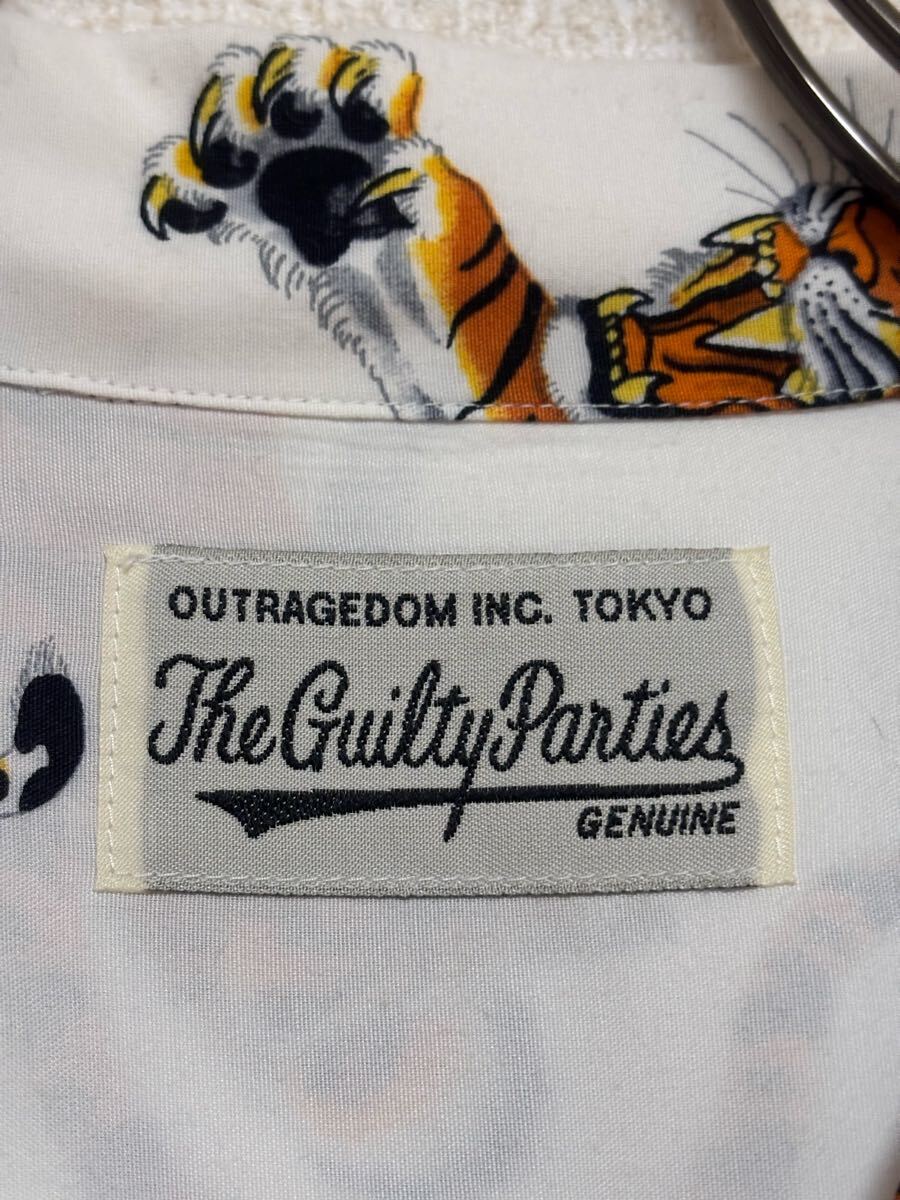 OUTRAGEDOM INC. TOKYO
The Guilty Parties
GENUINE